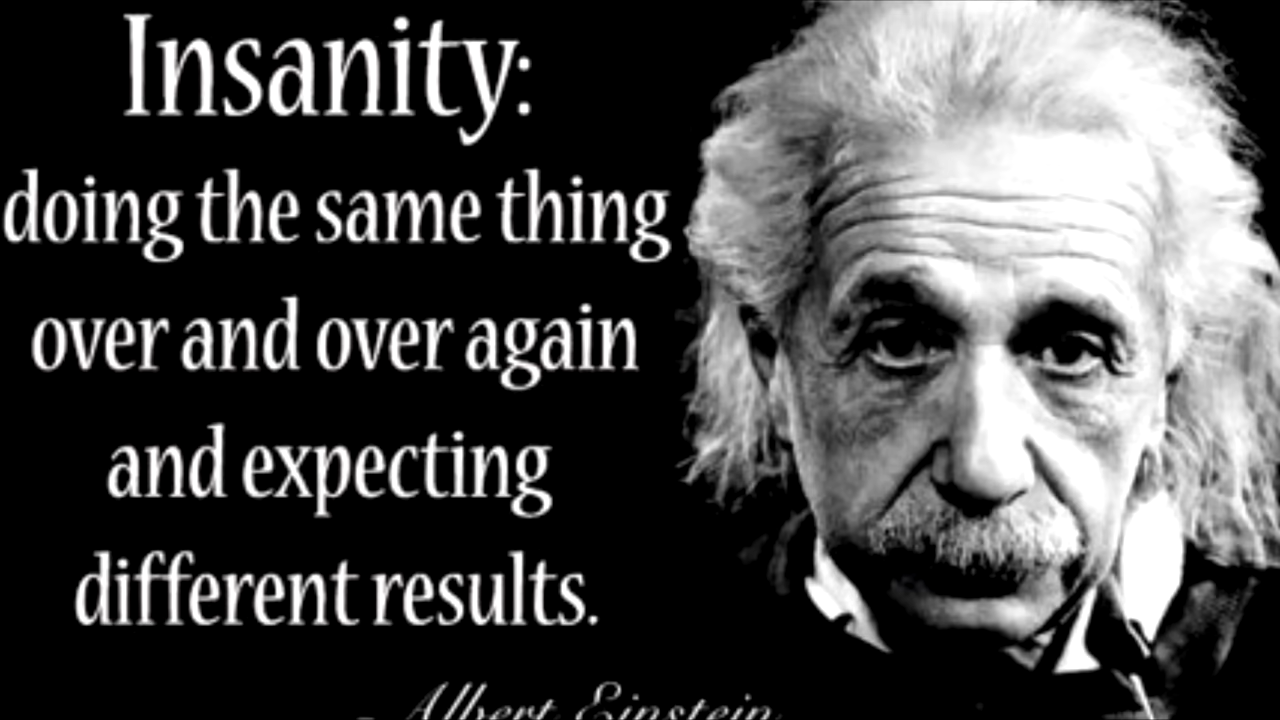 Insanity:
doing the same thing
over and over again
and expecting
different results.
- Albert Einstein